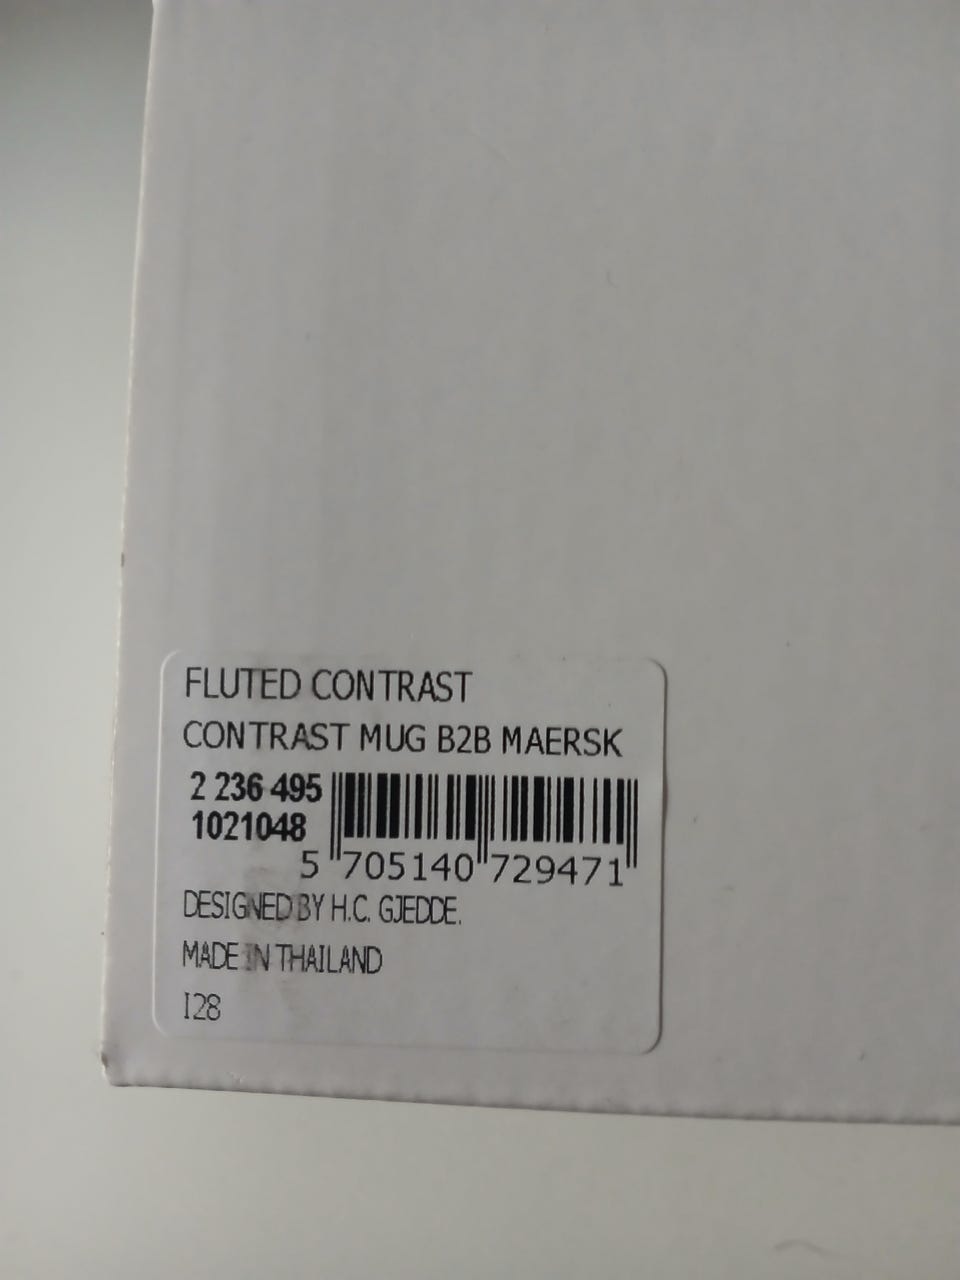 FLUTED CONTRAST
CONTRAST MUG B2B MAERSK
2 236 495
1021048
5 705140 729471
DESIGNED BY H.C. GJEDDE.
MADE IN THAILAND
I28